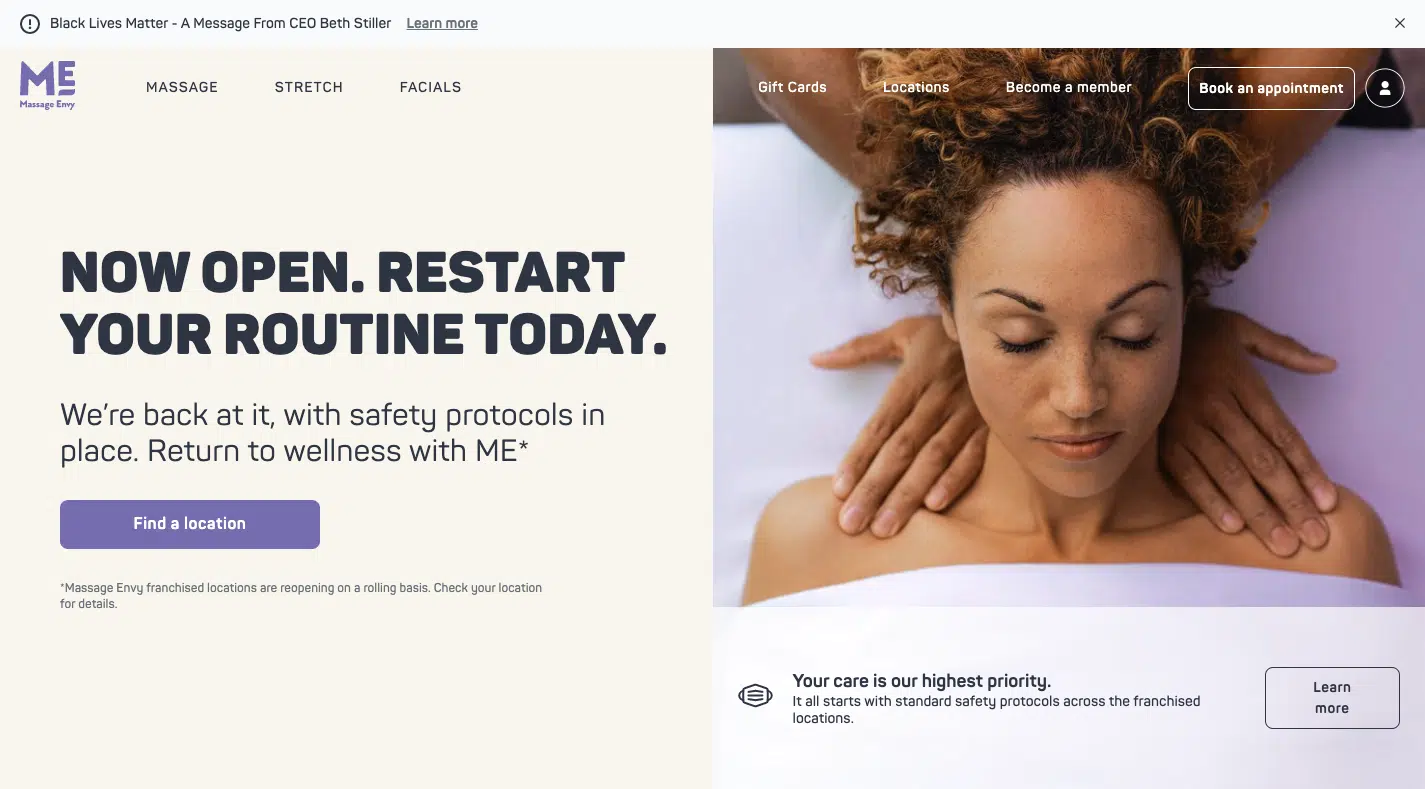 Black Lives Matter - A Message From CEO Beth Stiller Learn more
ME
Massage Envy
MASSAGE STRETCH FACIALS
Gift Cards Locations Become a member Book an appointment
NOW OPEN. RESTART
YOUR ROUTINE TODAY.
We’re back at it, with safety protocols in
place. Return to wellness with ME*
Find a location
*Massage Envy franchised locations are reopening on a rolling basis. Check your location
for details.
Your care is our highest priority.
It all starts with standard safety protocols across the franchised
locations.
Learn
more